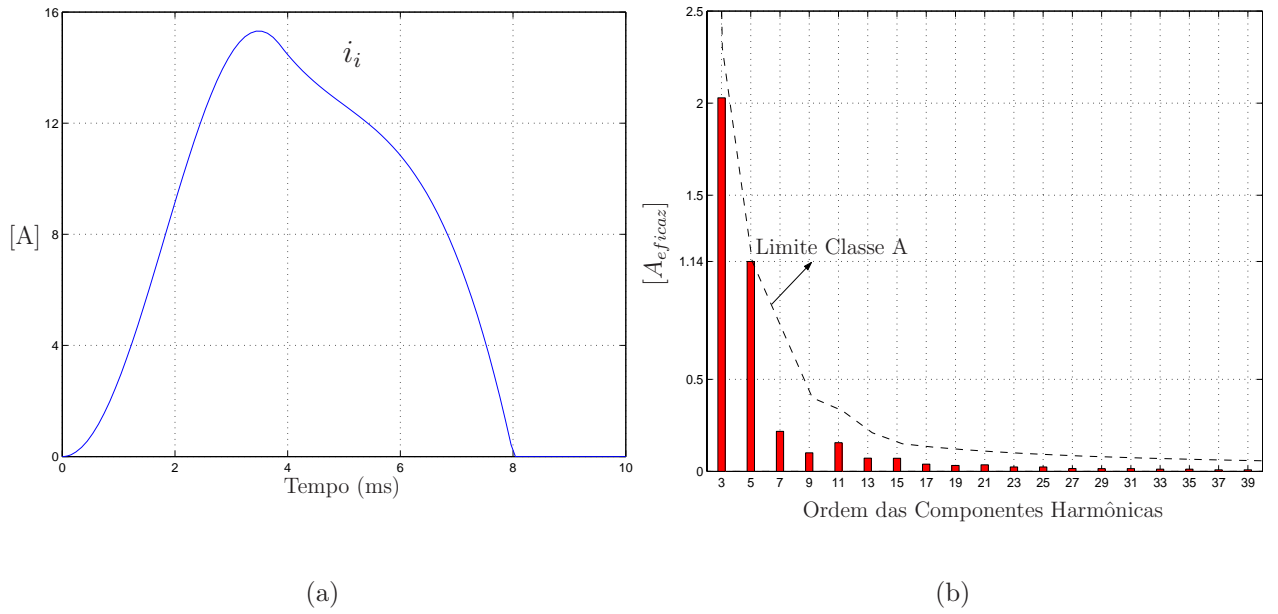 16
12
8
4
0
[A]
i_i
0 2 4 6 8 10
Tempo (ms)
(a)
2.5
2
1.5
1.14
0.5
0
[A_{eficaz}]
Limite Classe A
3 5 7 9 11 13 15 17 19 21 23 25 27 29 31 33 35 37 39
Ordem das Componentes Harmônicas
(b)